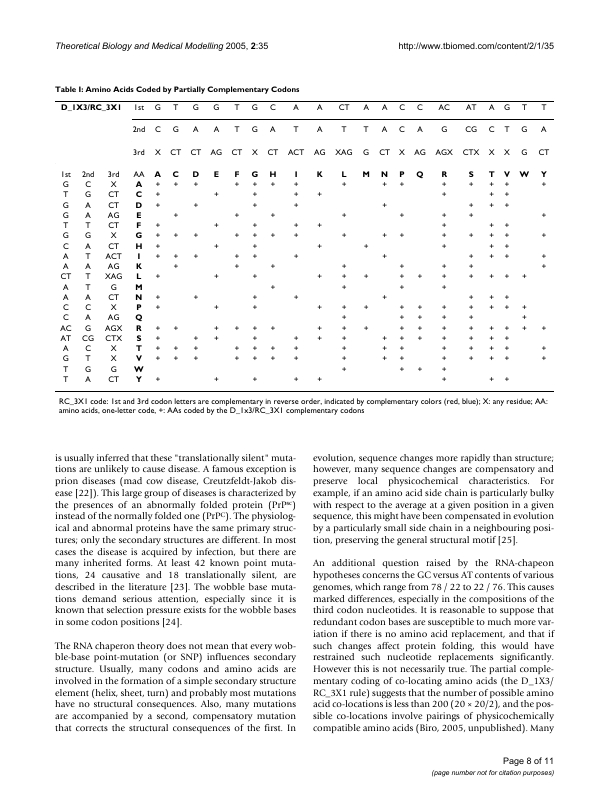 Theoretical Biology and Medical Modelling 2005, 2:35 http://www.tbiomed.com/content/2/1/35
Table 1: Amino Acids Coded by Partially Complementary Codons
D_1X3/RC_3X1 1st G T G G T G C A A CT A A C C AC AT A G T T
2nd C G A A T G A T A T T A C A G CG C T G A
3rd X CT CT AG CT X CT ACT AG XAG G CT X AG AGX CTX X X G CT
1st 2nd 3rd AA A C D E F G H I K L M N P Q R S T V W Y
G C X A + + + + + + + + + + + + + +
T G CT C + + + + + + + +
G A CT D + + + + + + + +
G A AG E + + + + + + + +
T T CT F + + + + + + + +
G G X G + + + + + + + + + + + + + +
C A CT H + + + + + + + +
A T ACT I + + + + + + + + + + + +
A A AG K + + + + + + + +
CT T XAG L + + + + + + + + + + + + +
A T G M + + + +
A A CT N + + + + + + + +
C C X P + + + + + + + + + + + + + +
C A AG Q + + + + + +
AC G AGX R + + + + + + + + + + + + + + + + +
AT CG CTX S + + + + + + + + + + + + + + +
A C X T + + + + + + + + + + + + + +
G T X V + + + + + + + + + + + + + +
T G G W + + + +
T A CT Y + + + + + + + +
RC_3X1 code: 1st and 3rd codon letters are complementary in reverse order, indicated by complementary colors (red, blue); X: any residue; AA:
amino acids, one-letter code, +: AAs coded by the D_1x3/RC_3X1 complementary codons
is usually inferred that these "translationally silent" muta-
tions are unlikely to cause disease. A famous exception is
prion diseases (mad cow disease, Creutzfeldt-Jakob dis-
ease [22]). This large group of diseases is characterized by
the presences of an abnormally folded protein (PrPˢᶜ)
instead of the normally folded one (PrPᶜ). The physiolog-
ical and abnormal proteins have the same primary struc-
tures; only the secondary structures are different. In most
cases the disease is acquired by infection, but there are
many inherited forms. At least 42 known point muta-
tions, 24 causative and 18 translationally silent, are
described in the literature [23]. The wobble base muta-
tions demand serious attention, especially since it is
known that selection pressure exists for the wobble bases
in some codon positions [24].
The RNA chaperon theory does not mean that every wob-
ble-base point-mutation (or SNP) influences secondary
structure. Usually, many codons and amino acids are
involved in the formation of a simple secondary structure
element (helix, sheet, turn) and probably most mutations
have no structural consequences. Also, many mutations
are accompanied by a second, compensatory mutation
that corrects the structural consequences of the first. In
evolution, sequence changes more rapidly than structure;
however, many sequence changes are compensatory and
preserve local physicochemical characteristics. For
example, if an amino acid side chain is particularly bulky
with respect to the average at a given position in a given
sequence, this might have been compensated in evolution
by a particularly small side chain in a neighbouring posi-
tion, preserving the general structural motif [25].
An additional question raised by the RNA-chapeon
hypotheses concerns the GC versus AT contents of various
genomes, which range from 78 / 22 to 22 / 76. This causes
marked differences, especially in the compositions of the
third codon nucleotides. It is reasonable to suppose that
redundant codon bases are susceptible to much more var-
iation if there is no amino acid replacement, and that if
such changes affect protein folding, this would have
restrained such nucleotide replacements significantly.
However this is not necessarily true. The partial comple-
mentary coding of co-locating amino acids (the D_1X3/
RC_3X1 rule) suggests that the number of possible amino
acid co-locations is less than 200 (20 × 20/2), and the pos-
sible co-locations involve pairings of physicochemically
compatible amino acids (Biro, 2005, unpublished). Many
Page 8 of 11
(page number not for citation purposes)